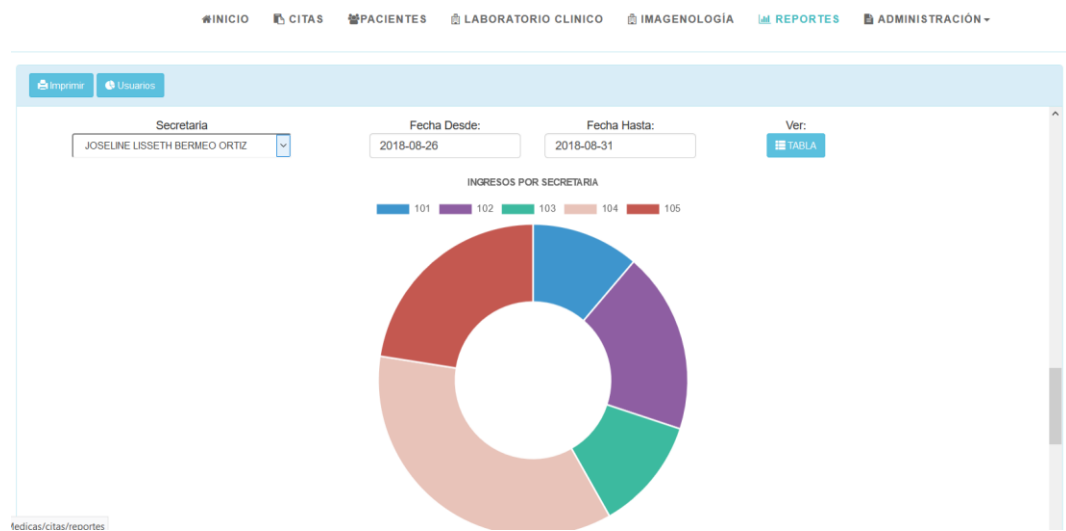 INICIO CITAS PACIENTES LABORATORIO CLINICO IMAGENOLOGÍA REPORTES ADMINISTRACIÓN
Imprimir Usuarios
Secretaria Fecha Desde: Fecha Hasta: Ver:
JOSELINE LISSETH BERMEO ORTIZ 2018-08-26 2018-08-31 TABLA
INGRESOS POR SECRETARIA
101 102 103 104 105
Medicas/citas/reportes